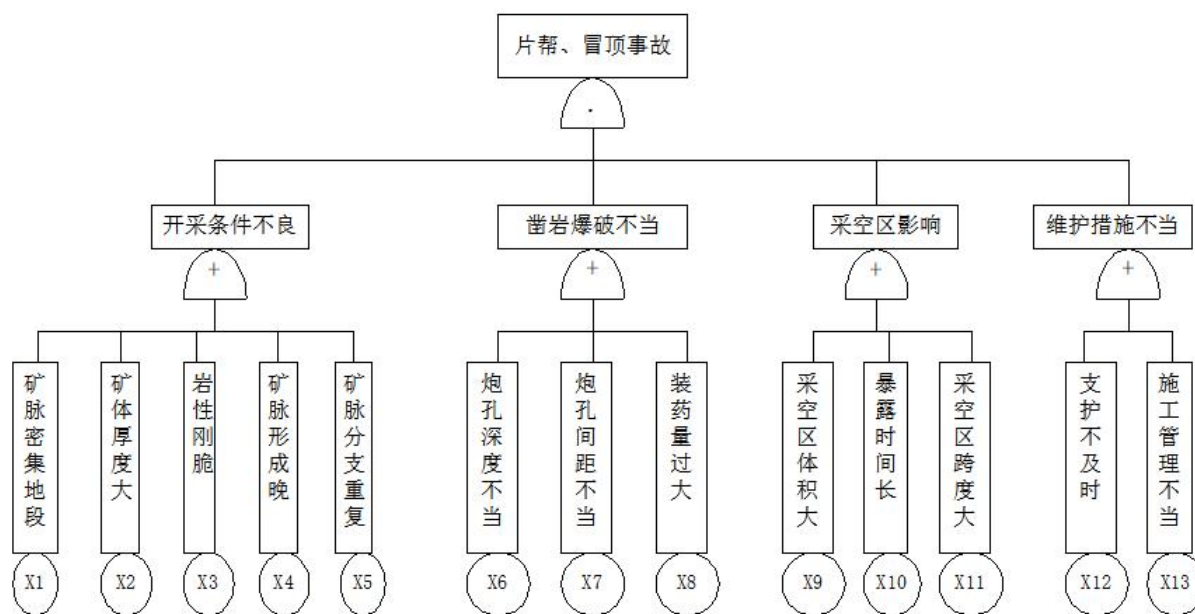 片帮、冒顶事故
·
开采条件不良
凿岩爆破不当
采空区影响
维护措施不当
+
+
+
+
矿脉密集地段
矿体厚度大
岩性刚脆
矿脉形成晚
矿脉分支重复
炮孔深度不当
炮孔间距不当
装药量过大
采空区体积大
暴露时间长
采空区跨度大
支护不及时
施工管理不当
X1
X2
X3
X4
X5
X6
X7
X8
X9
X10
X11
X12
X13